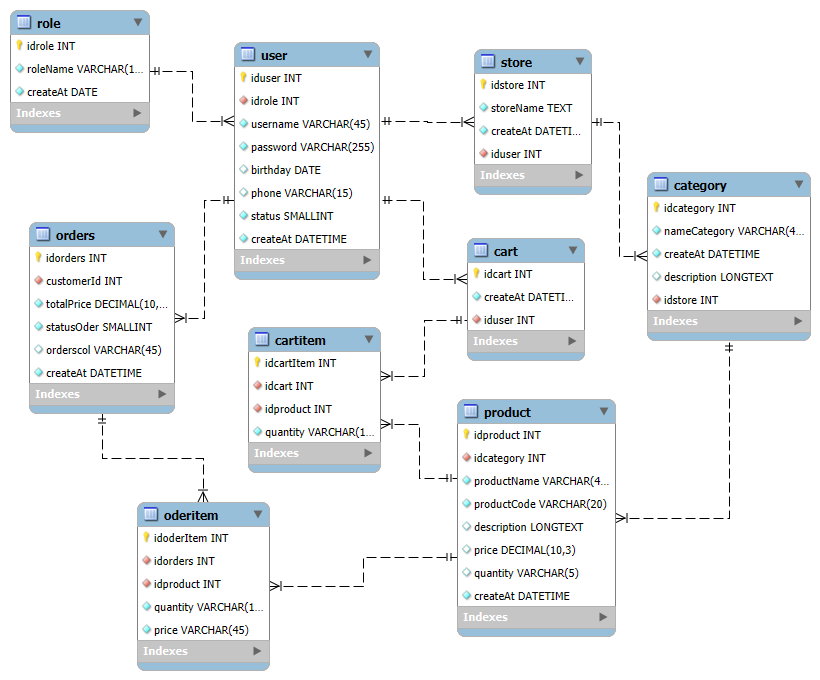 role
idrole INT
roleName VARCHAR(1...
createAt DATE
Indexes
user
iduser INT
idrole INT
username VARCHAR(45)
password VARCHAR(255)
birthday DATE
phone VARCHAR(15)
status SMALLINT
createAt DATETIME
Indexes
store
idstore INT
storeName TEXT
createAt DATETI...
iduser INT
Indexes
category
idcategory INT
nameCategory VARCHAR(4...
createAt DATETIME
description LONGTEXT
idstore INT
Indexes
orders
idorders INT
customerId INT
totalPrice DECIMAL(10,...
statusOder SMALLINT
orderscol VARCHAR(45)
createAt DATETIME
Indexes
cart
idcart INT
createAt DATETI...
iduser INT
Indexes
cartitem
idcartItem INT
idcart INT
idproduct INT
quantity VARCHAR(1...
Indexes
product
idproduct INT
idcategory INT
productName VARCHAR(4...
productCode VARCHAR(20)
description LONGTEXT
price DECIMAL(10,3)
quantity VARCHAR(5)
createAt DATETIME
Indexes
oderitem
idoderItem INT
idorders INT
idproduct INT
quantity VARCHAR(1...
price VARCHAR(45)
Indexes